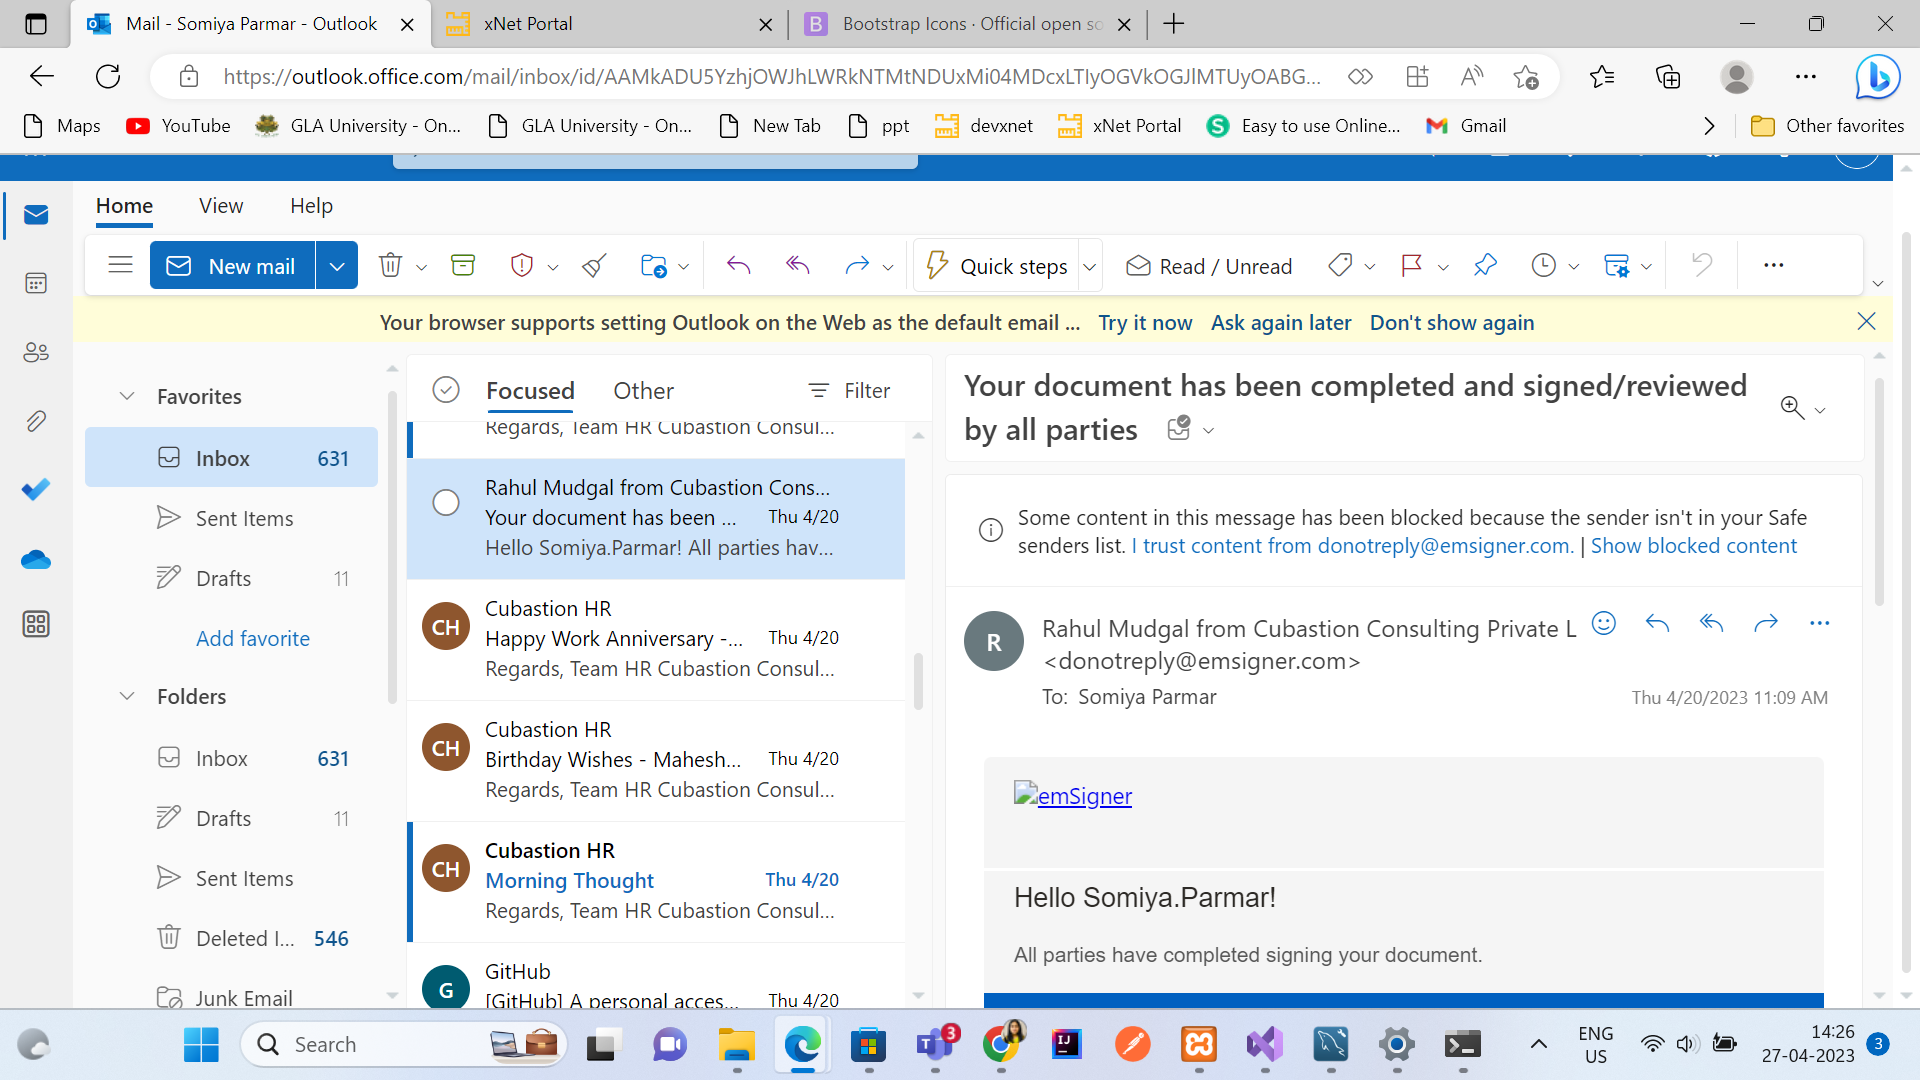 Mail - Somiya Parmar - Outlook
xNet Portal
Bootstrap Icons · Official open so
https://outlook.office.com/mail/inbox/id/AAMkADU5YzhjOWJhLWRkNTMtNDUxMi04MDcxLTIyOGVkOGJlMTUyOABG...
Maps
YouTube
GLA University - On...
GLA University - On...
New Tab
ppt
devxnet
xNet Portal
Easy to use Online...
Gmail
Other favorites
Home
View
Help
New mail
Quick steps
Read / Unread
Your browser supports setting Outlook on the Web as the default email ... Try it now Ask again later Don't show again
Favorites
Inbox 631
Sent Items
Drafts 11
Add favorite
Folders
Inbox 631
Drafts 11
Sent Items
Deleted I... 546
Junk Email
Focused
Other
Filter
Regards, Team HR Cubastion Consul...
Rahul Mudgal from Cubastion Cons...
Your document has been ... Thu 4/20
Hello Somiya.Parmar! All parties hav...
CH
Cubastion HR
Happy Work Anniversary -... Thu 4/20
Regards, Team HR Cubastion Consul...
CH
Cubastion HR
Birthday Wishes - Mahesh... Thu 4/20
Regards, Team HR Cubastion Consul...
CH
Cubastion HR
Morning Thought Thu 4/20
Regards, Team HR Cubastion Consul...
G
GitHub
[GitHub] A personal acces... Thu 4/20
Your document has been completed and signed/reviewed
by all parties
Some content in this message has been blocked because the sender isn't in your Safe
senders list. I trust content from donotreply@emsigner.com. | Show blocked content
R
Rahul Mudgal from Cubastion Consulting Private L
<donotreply@emsigner.com>
To: Somiya Parmar
Thu 4/20/2023 11:09 AM
emSigner
Hello Somiya.Parmar!
All parties have completed signing your document.
Search
3
ENG
US
14:26
27-04-2023
3